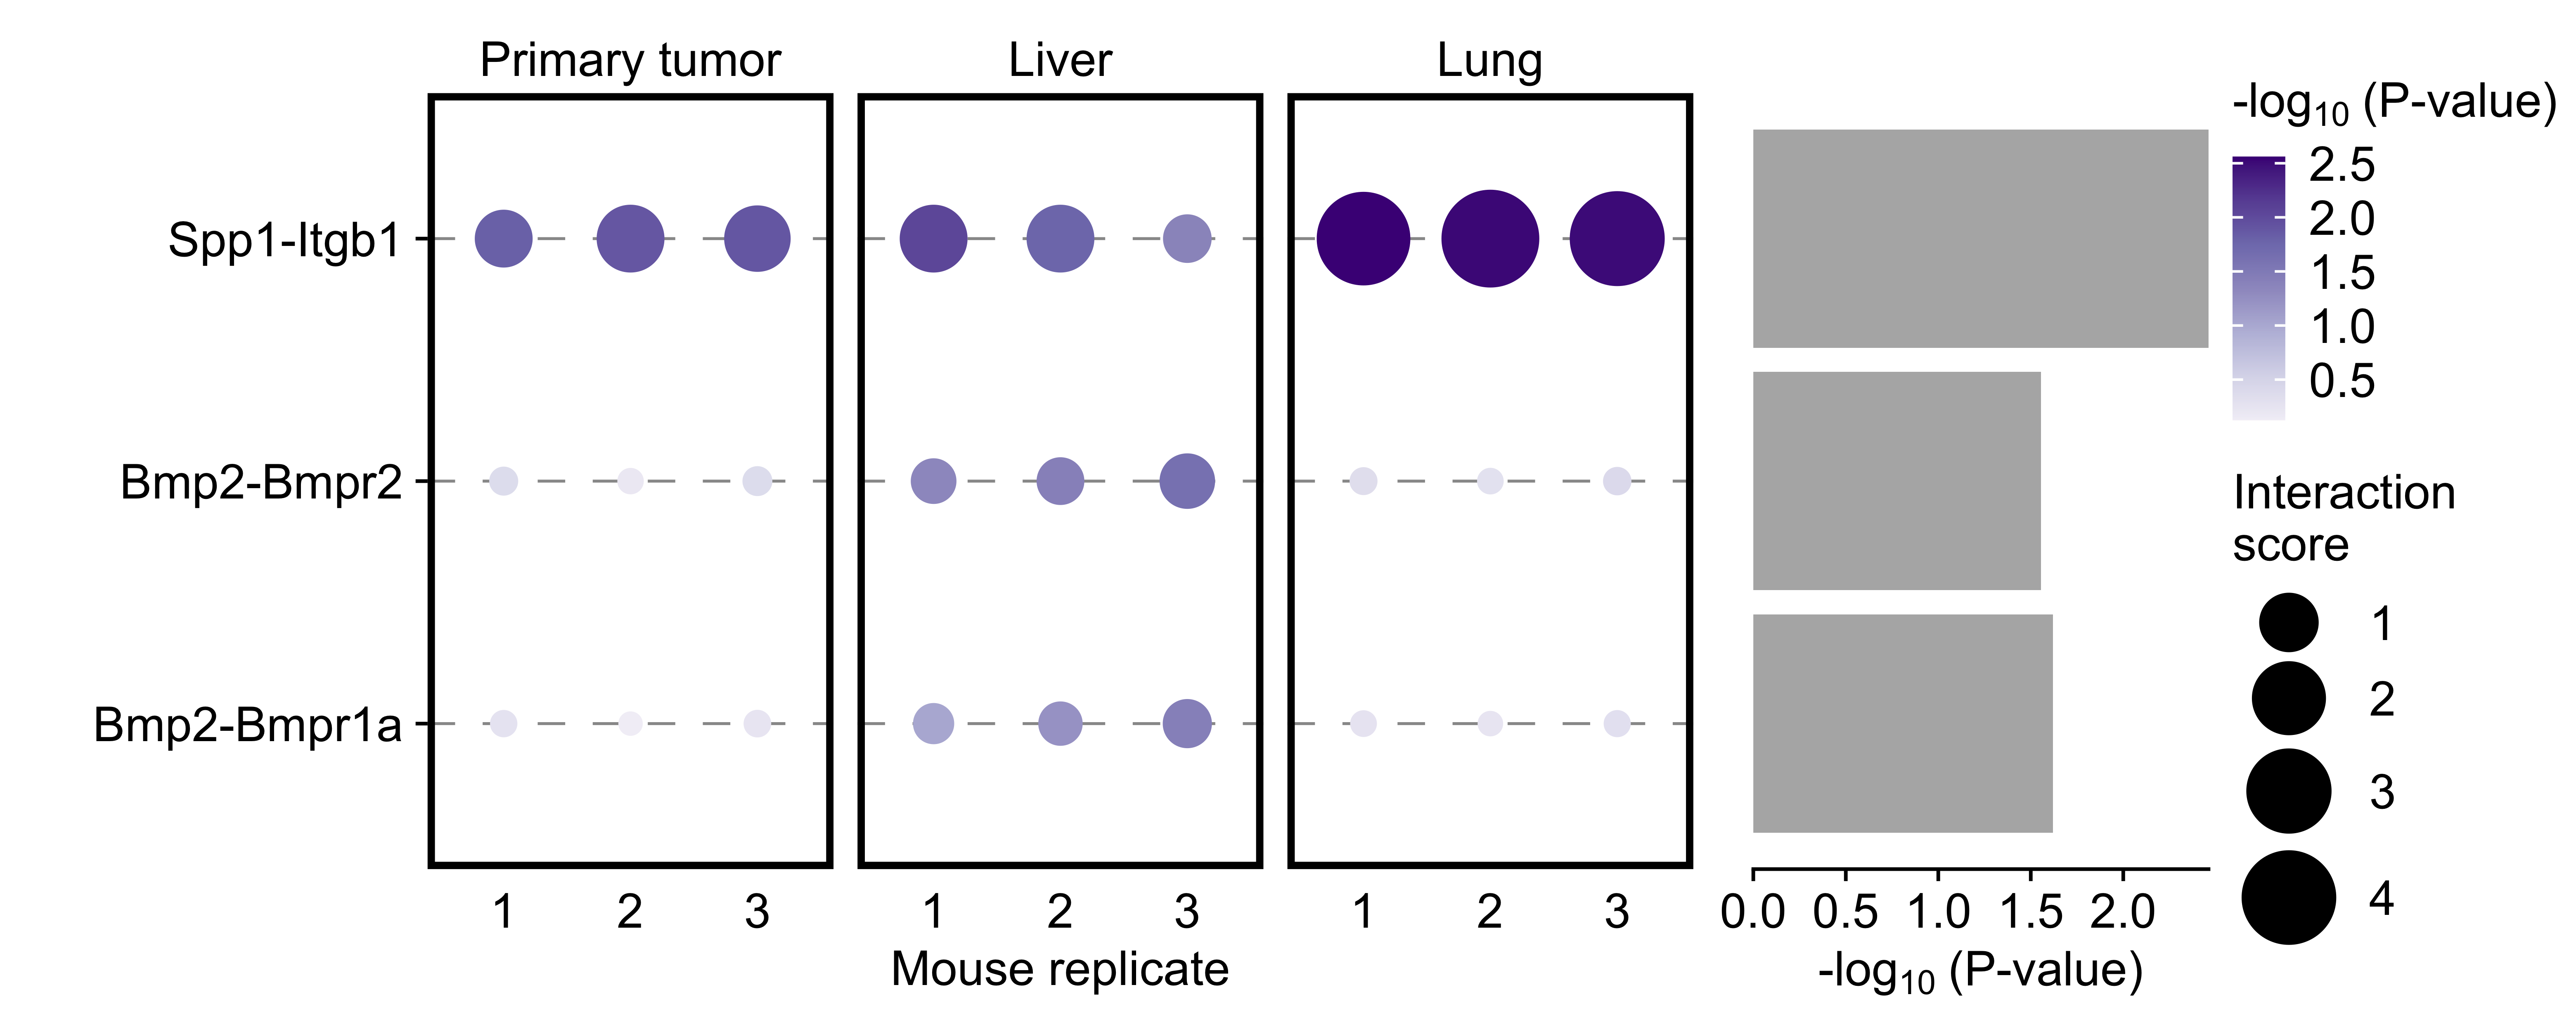 Primary tumor
Liver
Lung
Spp1-Itgb1
Bmp2-Bmpr2
Bmp2-Bmpr1a
1 2 3
1 2 3
1 2 3
Mouse replicate
0.0 0.5 1.0 1.5 2.0
-log10 (P-value)
-log10 (P-value)
2.5
2.0
1.5
1.0
0.5
Interaction
score
1
2
3
4